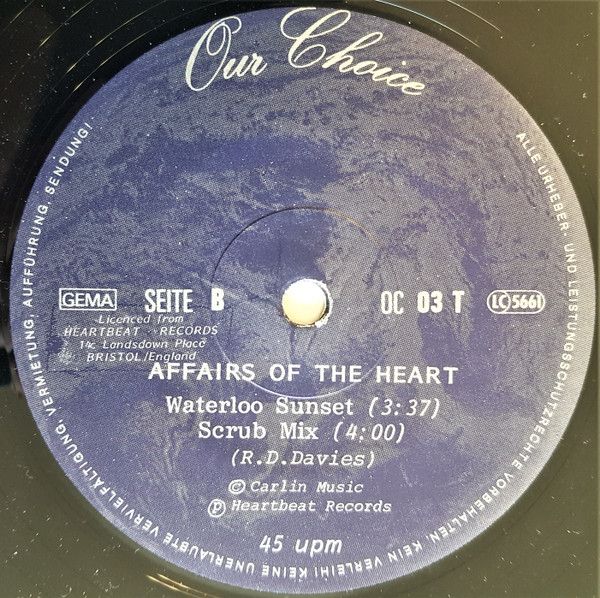 Our Choice
ALLE URHEBER- UND LEISTUNGSSCHUTZRECHTE VORBEHALTEN. KEIN VERLEIH! KEINE UNERLAUBTE VERVIELFÄLTIGUNG, VERMIETUNG, AUFFÜHRUNG, SENDUNG!
GEMA SEITE B OC 03 T LC 5661
Licenced from
HEARTBEAT RECORDS
14c Landsdown Place
BRISTOL/England
AFFAIRS OF THE HEART
Waterloo Sunset (3:37)
Scrub Mix (4:00)
(R.D.Davies)
© Carlin Music
℗ Heartbeat Records
45 upm